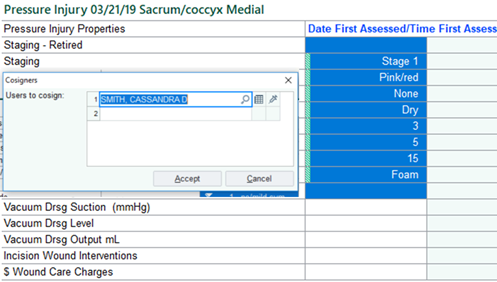 Pressure Injury 03/21/19 Sacrum/coccyx Medial
Pressure Injury Properties Date First Assessed/Time First Assess
Staging - Retired
Staging Stage 1
Pink/red
None
Dry
3
5
15
Foam
Cosigners
Users to cosign:
1 SMITH, CASSANDRA D
2
Accept Cancel
Vacuum Drsg Suction (mmHg)
Vacuum Drsg Level
Vacuum Drsg Output mL
Incision Wound Interventions
$ Wound Care Charges